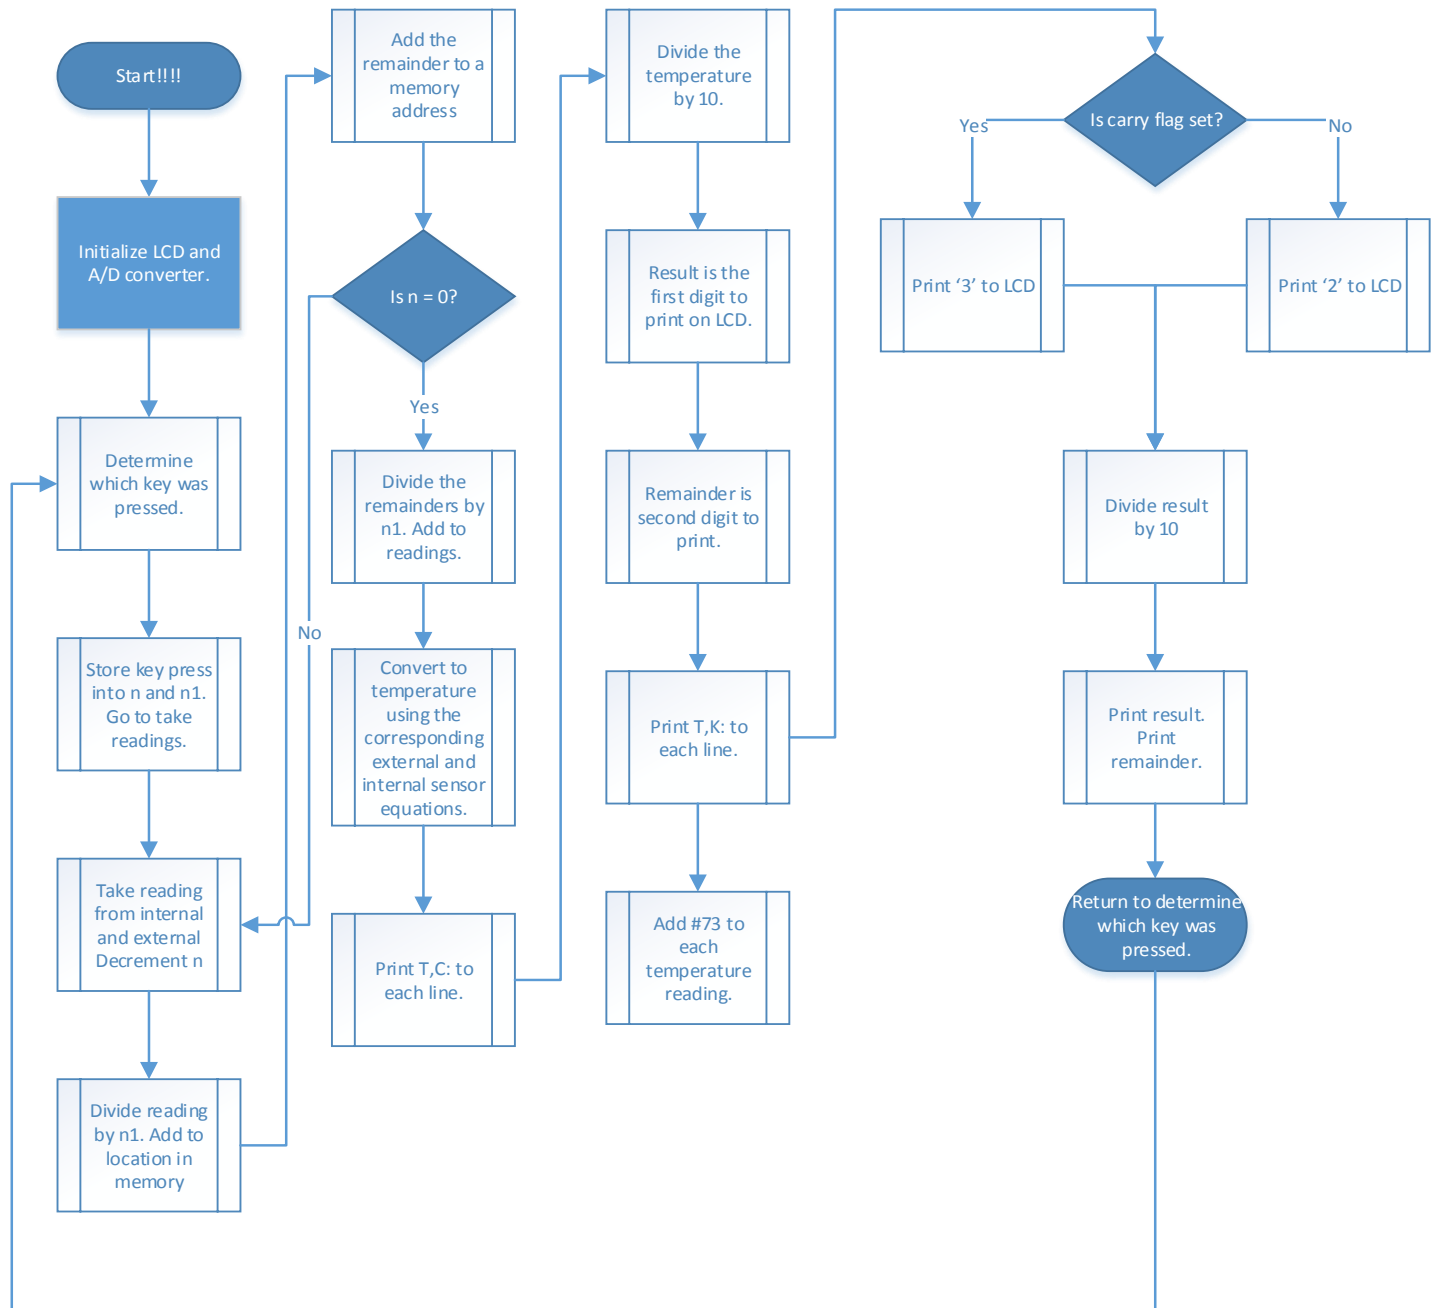 Start!!!!
Initialize LCD and
A/D converter.
Determine
which key was
pressed.
Store key press
into n and n1.
Go to take
readings.
Take reading
from internal
and external
Decrement n
Divide reading
by n1. Add to
location in
memory
Add the
remainder to a
memory
address
Is n = 0?
Yes
No
Divide the
remainders by
n1. Add to
readings.
Convert to
temperature
using the
corresponding
external and
internal sensor
equations.
Print T,C: to
each line.
Divide the
temperature
by 10.
Result is the
first digit to
print on LCD.
Remainder is
second digit to
print.
Print T,K: to
each line.
Add #73 to
each
temperature
reading.
Is carry flag set?
Yes
No
Print ‘3’ to LCD
Print ‘2’ to LCD
Divide result
by 10
Print result.
Print
remainder.
Return to determine
which key was
pressed.